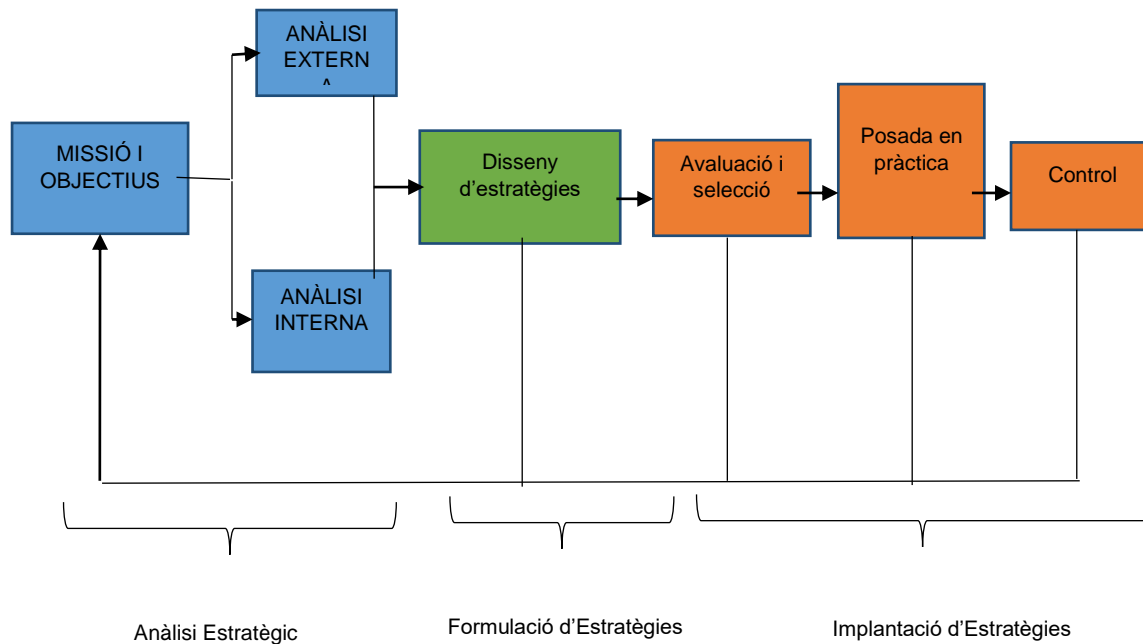 ANÀLISI
EXTERN
MISSIÓ I
OBJECTIUS
ANÀLISI
INTERNA
Disseny
d’estratègies
Avaluació i
selecció
Posada en
pràctica
Control
Anàlisi Estratègic
Formulació d’Estratègies
Implantació d’Estratègies